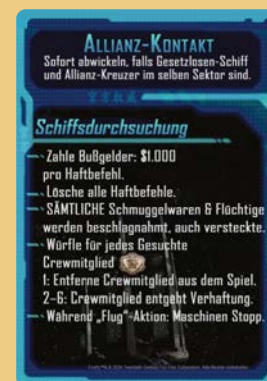 ALLIANZ-KONTAKT
Sofort abwickeln, falls Gesetzlosen-Schiff
und Allianz-Kreuzer im selben Sektor sind.
Schiffsdurchsuchung
Zahle Bußgelder: $1.000
pro Haftbefehl.
Lösche alle Haftbefehle.
SÄMTLICHE Schmuggelwaren & Flüchtige
werden beschlagnahmt, auch versteckte.
Würfle für jedes Gesuchte
Crewmitglied
1: Entferne Crewmitglied aus dem Spiel.
2-6: Crewmitglied entgeht Verhaftung.
Während „Flug"-Aktion: Maschinen Stopp.